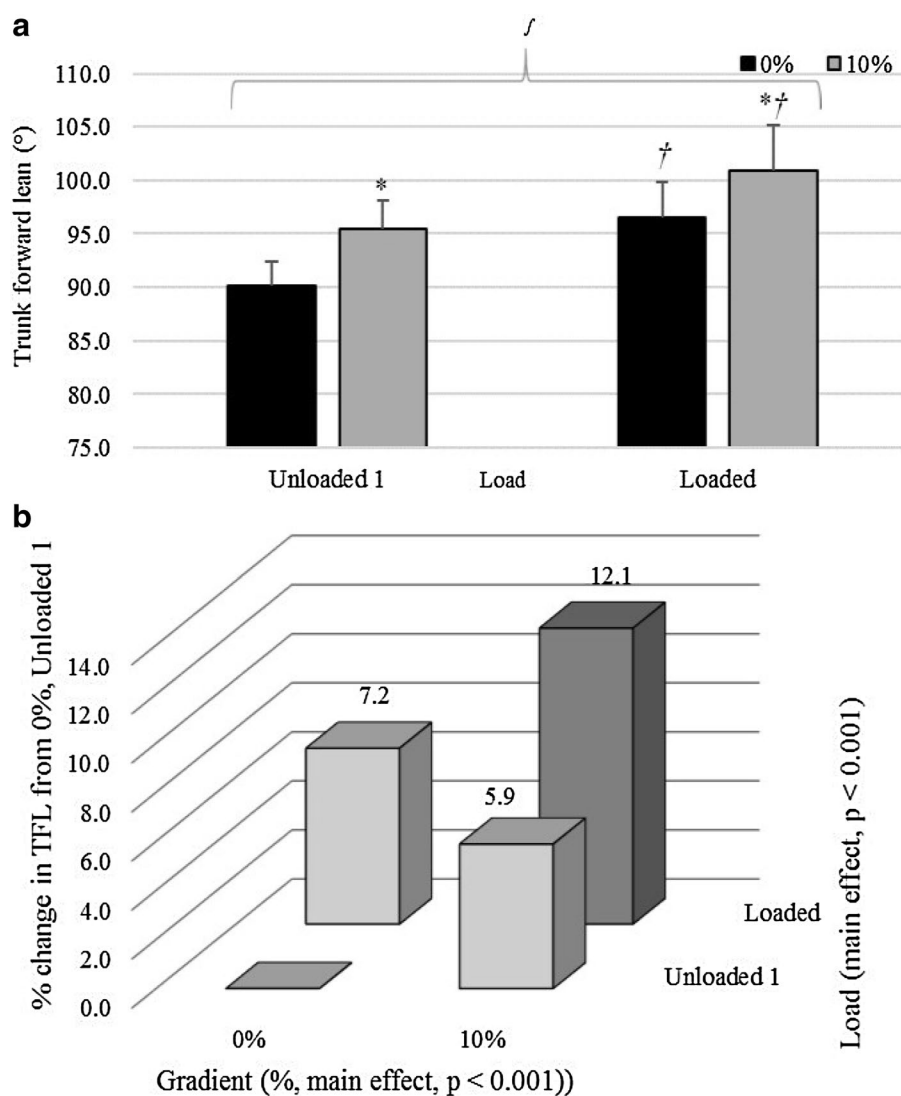 a
∫
0% 10%
110.0
105.0
100.0
95.0
90.0
85.0
80.0
75.0
Trunk forward lean (°)
*
†
*†
Unloaded 1 Load Loaded
b
% change in TFL from 0%, Unloaded 1
14.0
12.0
10.0
8.0
6.0
4.0
2.0
0.0
7.2
5.9
12.1
Loaded
Unloaded 1
Load (main effect, p < 0.001)
0% 10%
Gradient (%, main effect, p < 0.001))